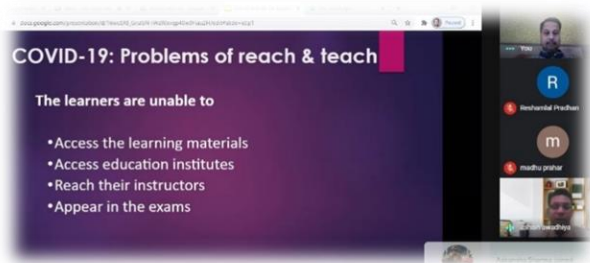 COVID-19: Problems of reach & teach
The learners are unable to
•Access the learning materials
•Access education institutes
•Reach their instructors
•Appear in the exams
You
R
Reshamlal Pradhan
m
madhu prahar
awadhiya